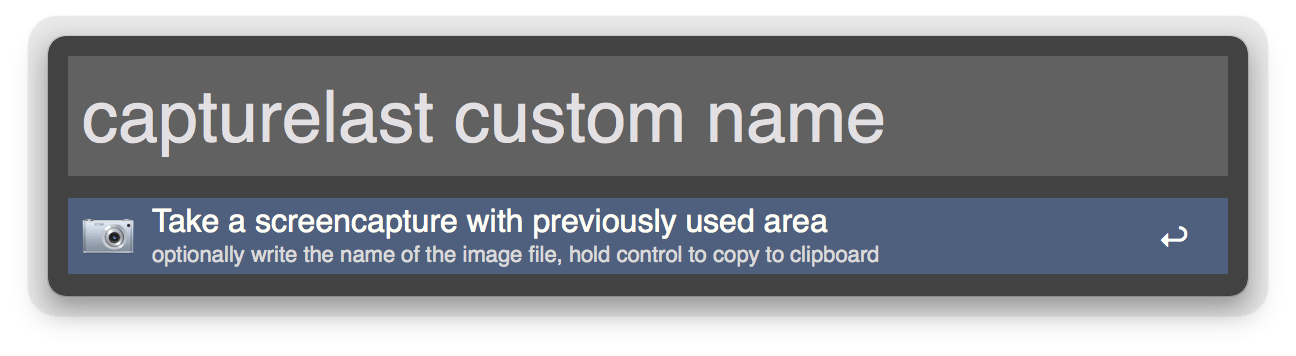 capturelast custom name
Take a screencapture with previously used area
optionally write the name of the image file, hold control to copy to clipboard